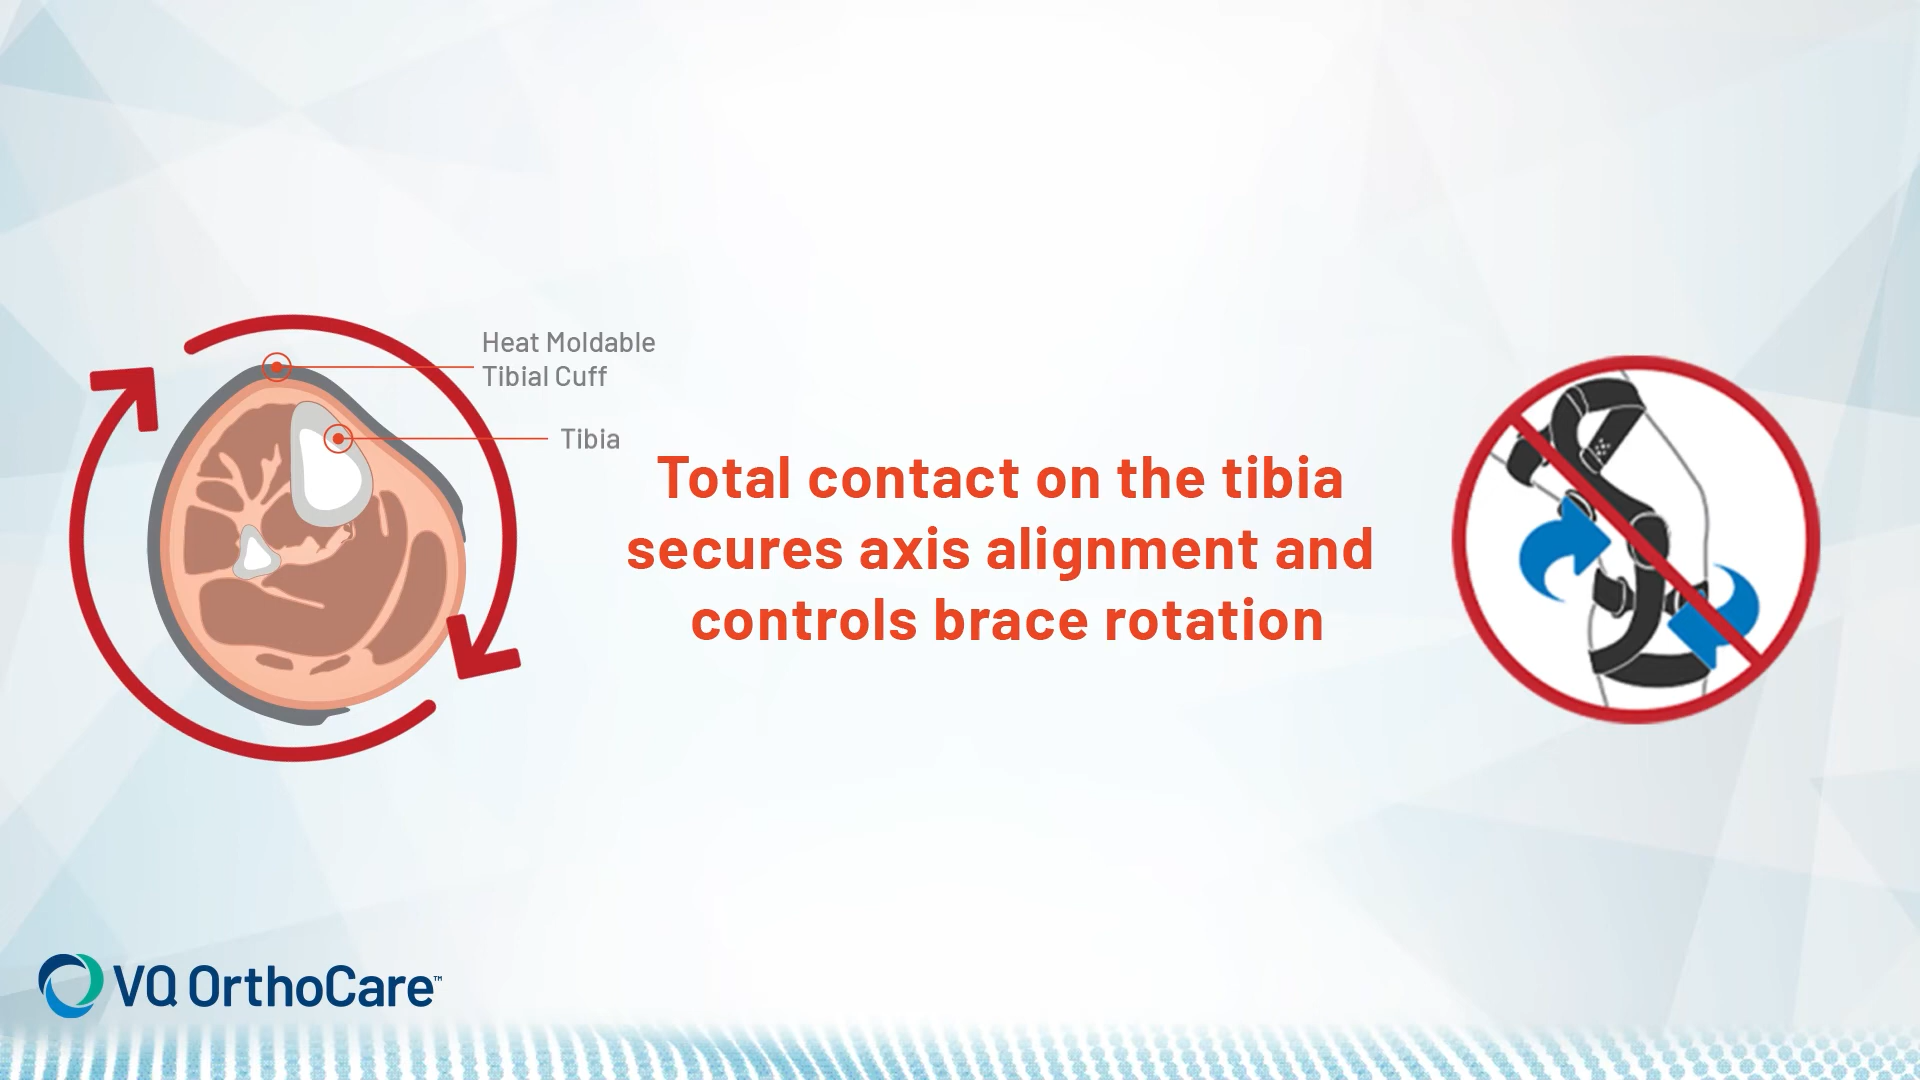 Heat Moldable
Tibial Cuff
Tibia
Total contact on the tibia
secures axis alignment and
controls brace rotation
VQ OrthoCare™